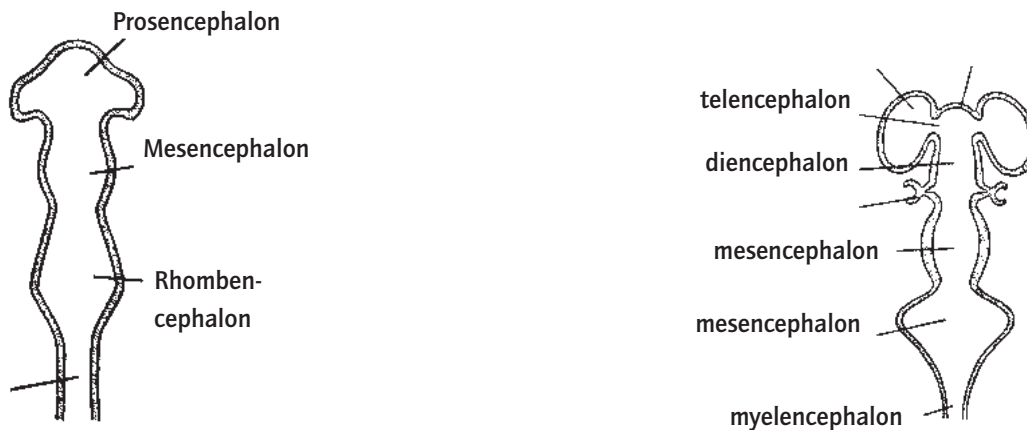 Prosencephalon
Mesencephalon
Rhomben-
cephalon
telencephalon
diencephalon
mesencephalon
mesencephalon
myelencephalon